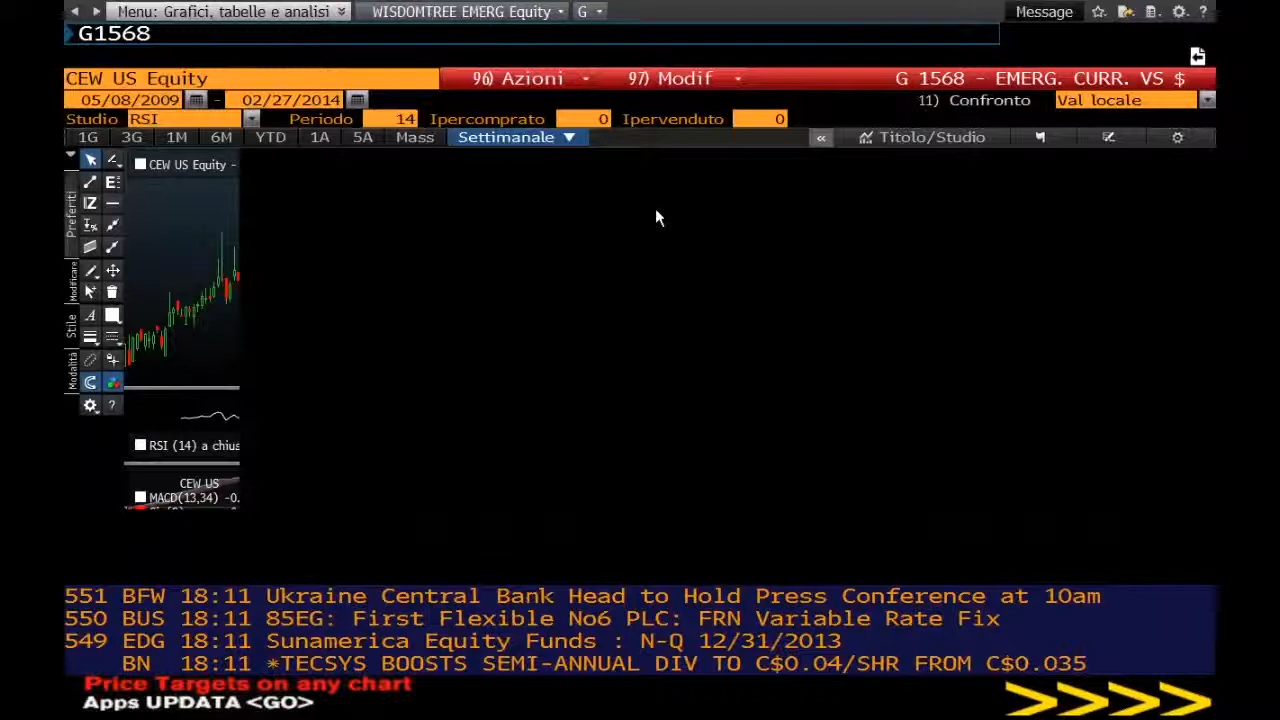 Menu: Grafici, tabelle e analisi WISDOMTREE EMERG Equity G Message ?
G1568
CEW US Equity 96) Azioni 97) Modif G 1568 - EMERG. CURR. VS $
05/08/2009 - 02/27/2014 11) Confronto Val locale
Studio RSI Periodo 14 Ipercomprato 0 Ipervenduto 0
1G 3G 1M 6M YTD 1A 5A Mass Settimanale ▼ « Titolo/Studio
CEW US Equity -
Preferiti
Modificare
Stile
Modalità
RSI (14) a chius
CEW US
MACD(13,34) -0.
551 BFW 18:11 Ukraine Central Bank Head to Hold Press Conference at 10am
550 BUS 18:11 85EG: First Flexible No6 PLC: FRN Variable Rate Fix
549 EDG 18:11 Sunamerica Equity Funds : N-Q 12/31/2013
BN 18:11 *TECSYS BOOSTS SEMI-ANNUAL DIV TO C$0.04/SHR FROM C$0.035
Price Targets on any chart
Apps UPDATA <GO>